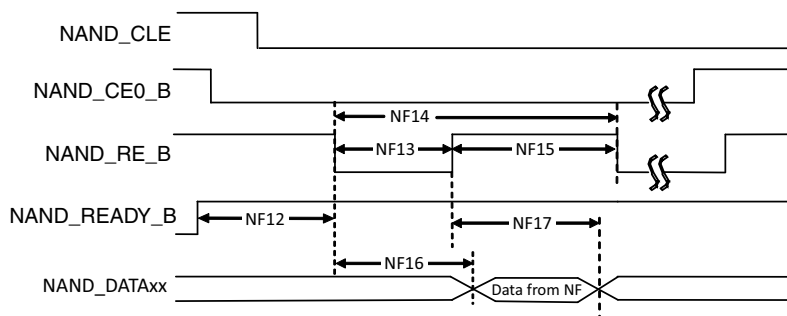 NAND_CLE
NAND_CE0_B
NF14
NAND_RE_B
NF13
NF15
NAND_READY_B
NF12
NF17
NF16
NAND_DATAxx
Data from NF